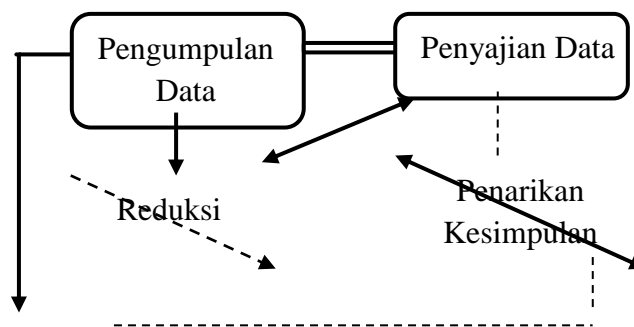 Pengumpulan
Data
Penyajian Data
Reduksi
Penarikan
Kesimpulan